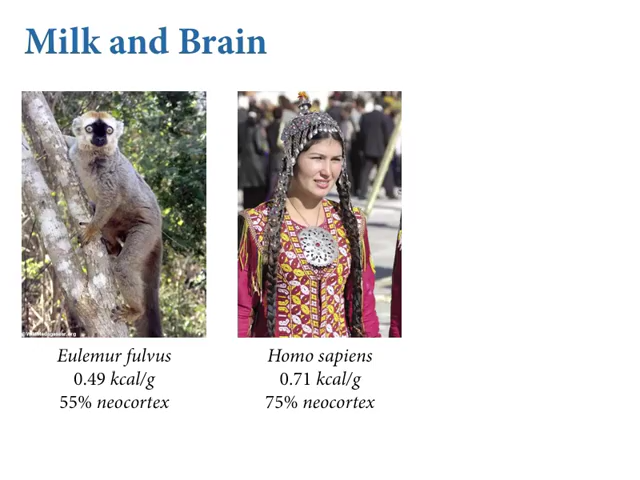 Milk and Brain
Eulemur fulvus
0.49 kcal/g
55% neocortex
Homo sapiens
0.71 kcal/g
75% neocortex